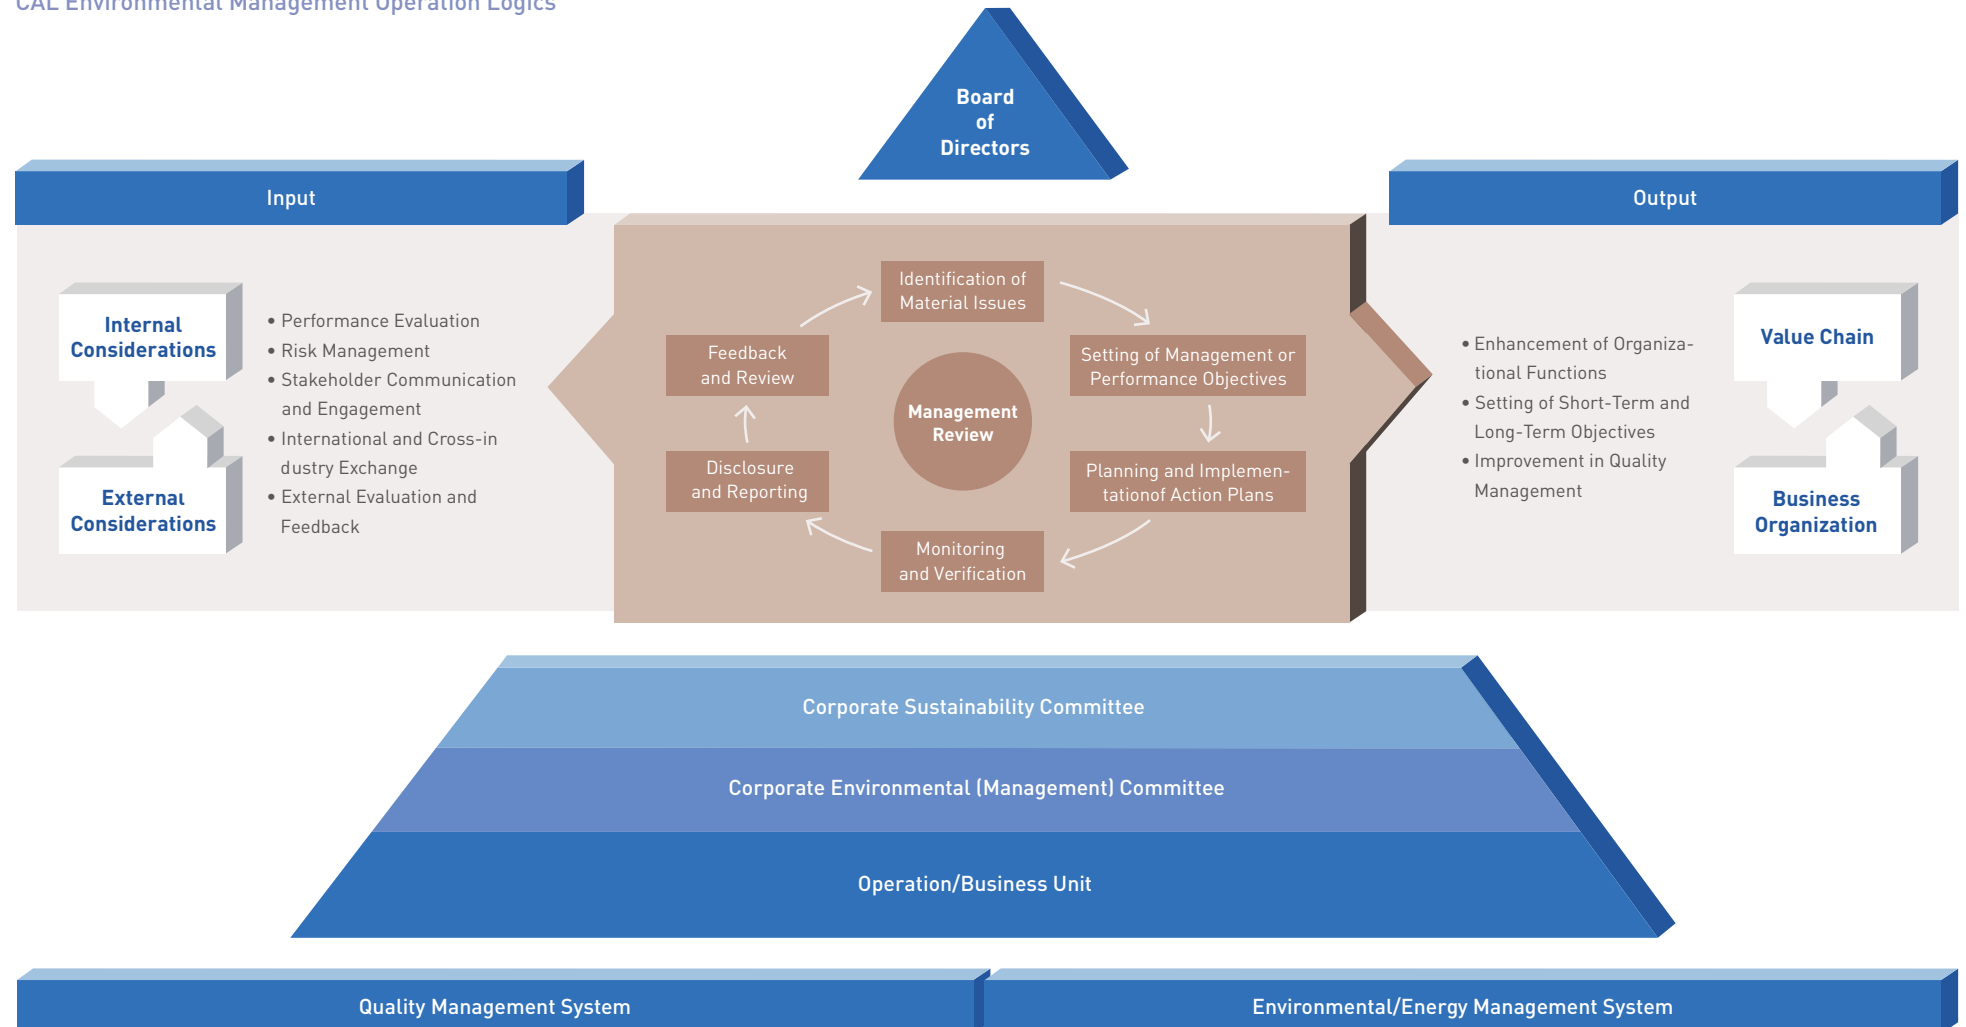 CAL Environmental Management Operation Logics
Board
of
Directors
Input
Output
Internal
Considerations
External
Considerations
• Performance Evaluation
• Risk Management
• Stakeholder Communication
and Engagement
• International and Cross-in
dustry Exchange
• External Evaluation and
Feedback
Identification of
Material Issues
Setting of Management or
Performance Objectives
Planning and Implemen-
tationof Action Plans
Monitoring
and Verification
Disclosure
and Reporting
Feedback
and Review
Management
Review
• Enhancement of Organiza-
tional Functions
• Setting of Short-Term and
Long-Term Objectives
• Improvement in Quality
Management
Value Chain
Business
Organization
Corporate Sustainability Committee
Corporate Environmental (Management) Committee
Operation/Business Unit
Quality Management System
Environmental/Energy Management System